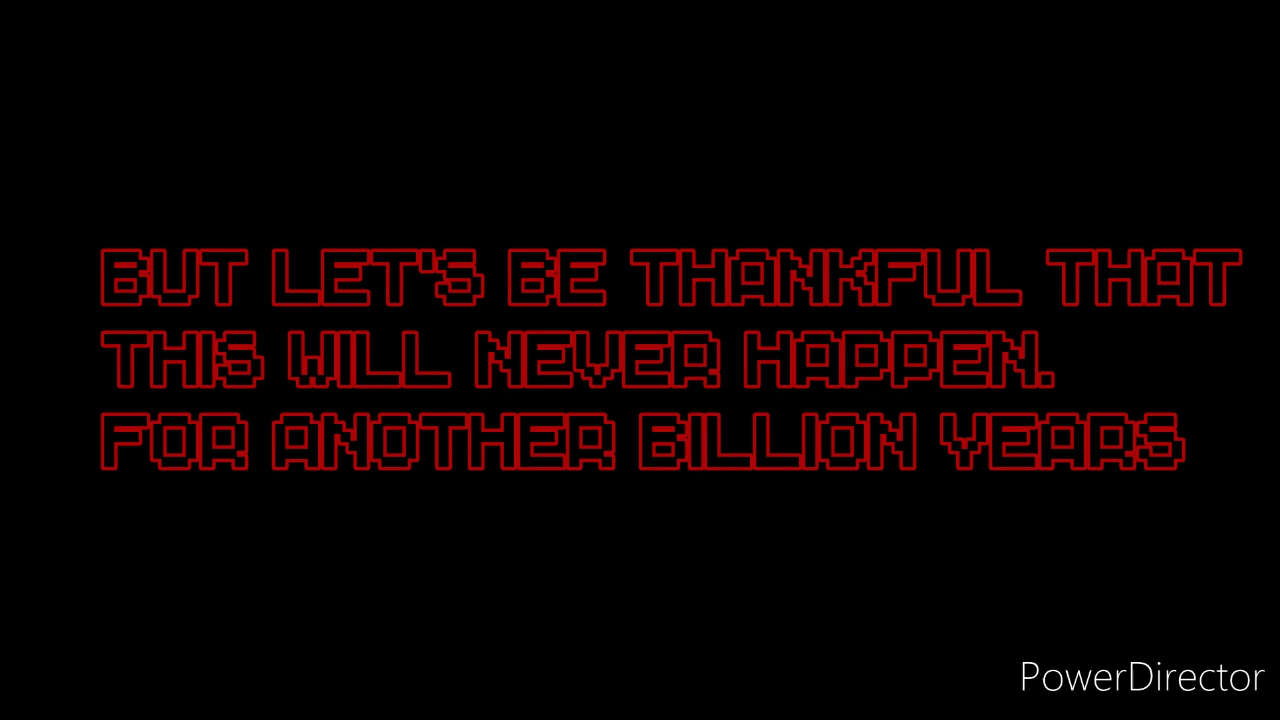 BUT LET'S BE THANKFUL THAT
THIS WILL NEVER HAPPEN.
FOR ANOTHER BILLION YEARS
PowerDirector